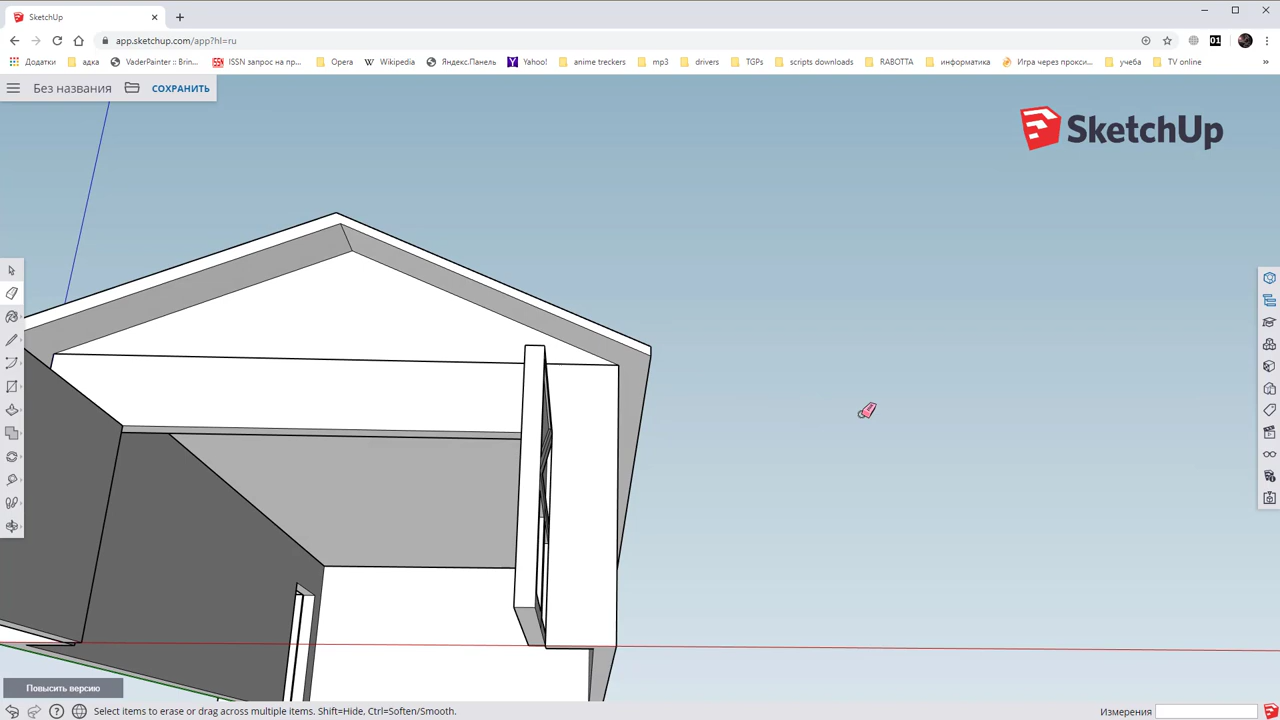 SketchUp
app.sketchup.com/app?hl=ru
Додатки
адка
VaderPainter :: Brin...
ISSN запрос на пр...
Opera
Wikipedia
Яндекс.Панель
Yahoo!
anime treckers
mp3
drivers
TGPs
scripts downloads
RABOTTA
информатика
Игра через прокси...
учеба
TV online
»
01
Без названия
СОХРАНИТЬ
SketchUp
Повысить версию
Select items to erase or drag across multiple items. Shift=Hide, Ctrl=Soften/Smooth.
Измерения